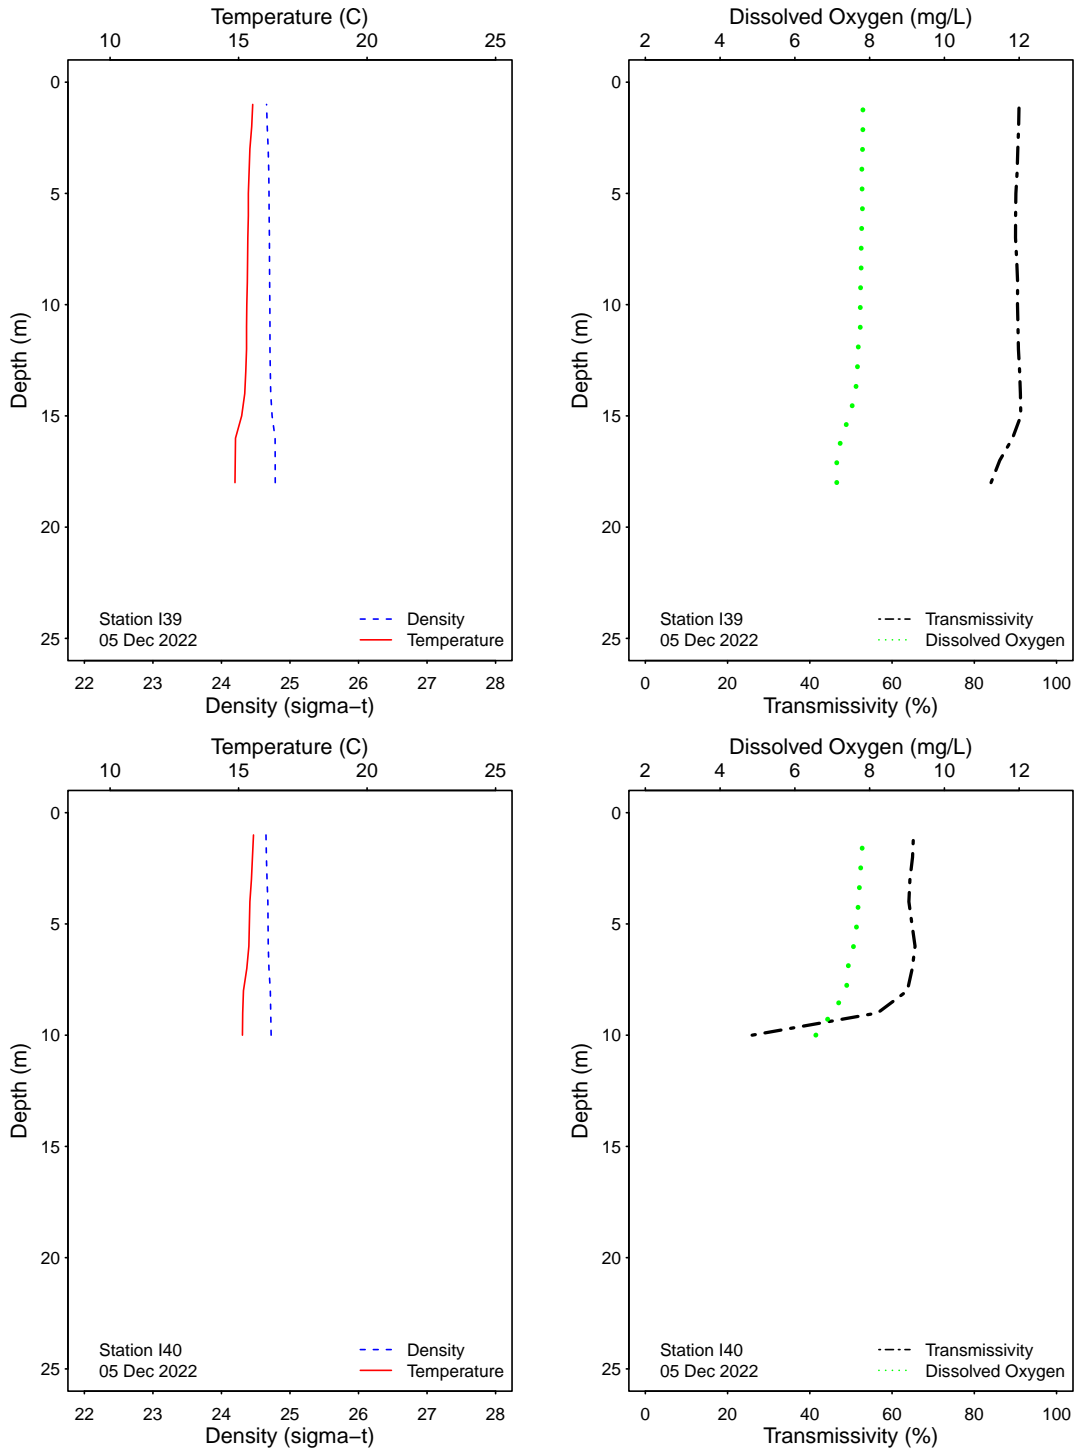 Temperature (C)
10 15 20 25
0
5
10
15
20
25
Depth (m)
Station I39
05 Dec 2022
Density
Temperature
22 23 24 25 26 27 28
Density (sigma−t)
Dissolved Oxygen (mg/L)
2 4 6 8 10 12
0
5
10
15
20
25
Depth (m)
Station I39
05 Dec 2022
Transmissivity
Dissolved Oxygen
0 20 40 60 80 100
Transmissivity (%)
Temperature (C)
10 15 20 25
0
5
10
15
20
25
Depth (m)
Station I40
05 Dec 2022
Density
Temperature
22 23 24 25 26 27 28
Density (sigma−t)
Dissolved Oxygen (mg/L)
2 4 6 8 10 12
0
5
10
15
20
25
Depth (m)
Station I40
05 Dec 2022
Transmissivity
Dissolved Oxygen
0 20 40 60 80 100
Transmissivity (%)